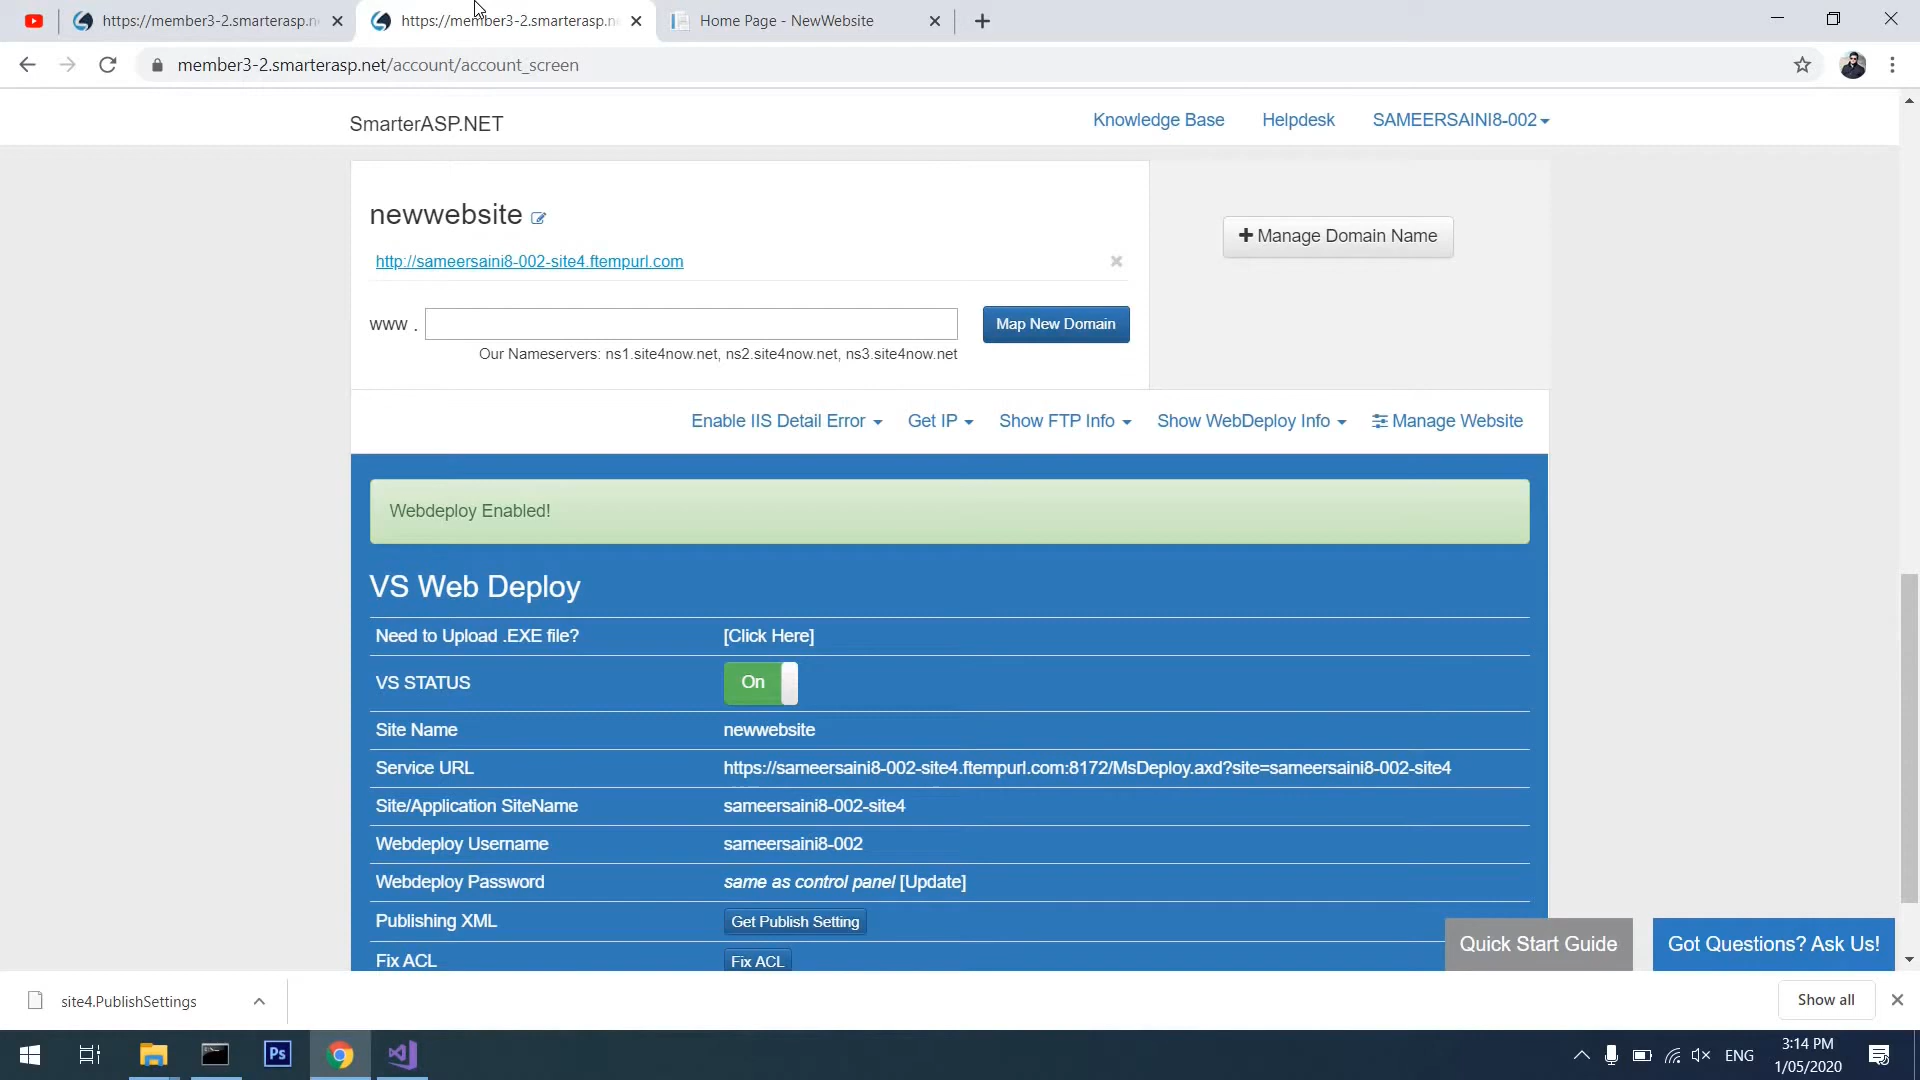 https://member3-2.smarterasp.n
https://member3-2.smarterasp.n
Home Page - NewWebsite
member3-2.smarterasp.net/account/account_screen
SmarterASP.NET
Knowledge Base
Helpdesk
SAMEERSAINI8-002
newwebsite
http://sameersaini8-002-site4.ftempurl.com
Manage Domain Name
www .
Map New Domain
Our Nameservers: ns1.site4now.net, ns2.site4now.net, ns3.site4now.net
Enable IIS Detail Error
Get IP
Show FTP Info
Show WebDeploy Info
Manage Website
Webdeploy Enabled!
VS Web Deploy
Need to Upload .EXE file?
[Click Here]
VS STATUS
On
Site Name
newwebsite
Service URL
https://sameersaini8-002-site4.ftempurl.com:8172/MsDeploy.axd?site=sameersaini8-002-site4
Site/Application SiteName
sameersaini8-002-site4
Webdeploy Username
sameersaini8-002
Webdeploy Password
same as control panel [Update]
Publishing XML
Get Publish Setting
Fix ACL
Fix ACL
Quick Start Guide
Got Questions? Ask Us!
site4.PublishSettings
Show all
Ps
ENG
3:14 PM
1/05/2020